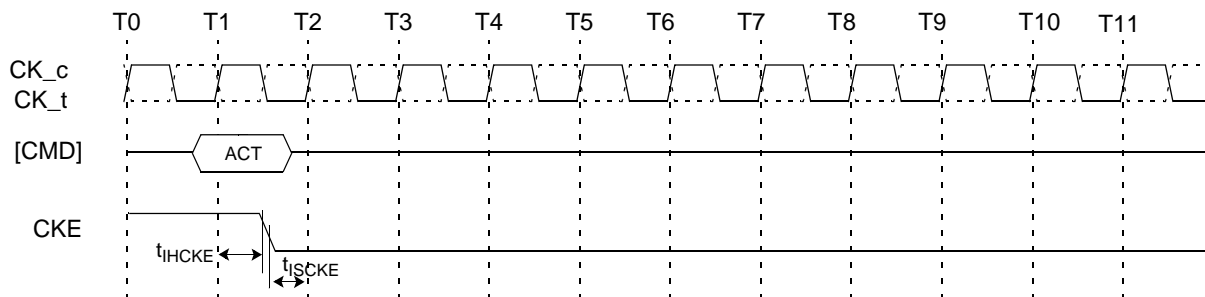 T0 T1 T2 T3 T4 T5 T6 T7 T8 T9 T10 T11
CK_c
CK_t
[CMD] ACT
CKE
tIHCKE
tISCKE